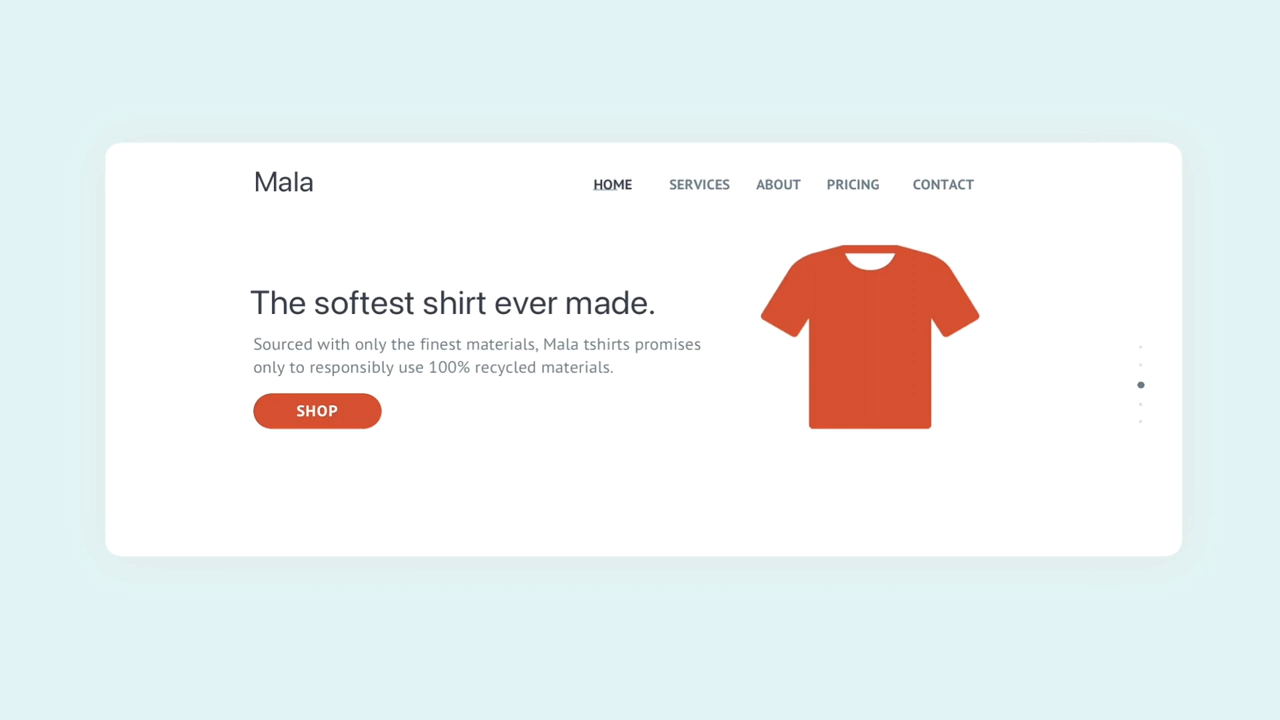 Mala
HOME SERVICES ABOUT PRICING CONTACT
The softest shirt ever made.
Sourced with only the finest materials, Mala tshirts promises
only to responsibly use 100% recycled materials.
SHOP